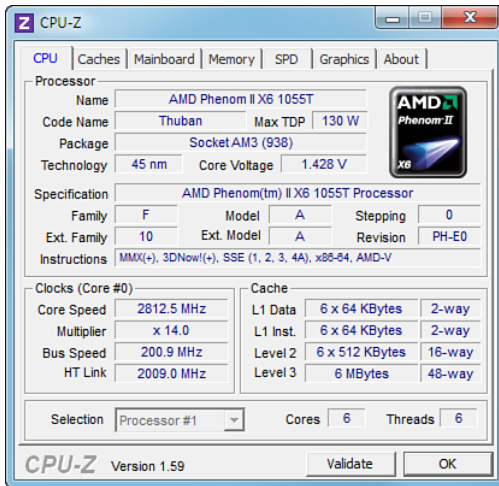 CPU-Z
CPU Caches Mainboard Memory SPD Graphics About
Processor
Name AMD Phenom II X6 1055T
Code Name Thuban Max TDP 130 W
Package Socket AM3 (938)
Technology 45 nm Core Voltage 1.428 V
AMD
Phenom II
X6
Specification AMD Phenom(tm) II X6 1055T Processor
Family F Model A Stepping 0
Ext. Family 10 Ext. Model A Revision PH-E0
Instructions MMX(+), 3DNow!(+), SSE (1, 2, 3, 4A), x86-64, AMD-V
Clocks (Core #0)
Core Speed 2812.5 MHz
Multiplier x 14.0
Bus Speed 200.9 MHz
HT Link 2009.0 MHz
Cache
L1 Data 6 x 64 KBytes 2-way
L1 Inst. 6 x 64 KBytes 2-way
Level 2 6 x 512 KBytes 16-way
Level 3 6 MBytes 48-way
Selection Processor #1 Cores 6 Threads 6
CPU-Z Version 1.59 Validate OK